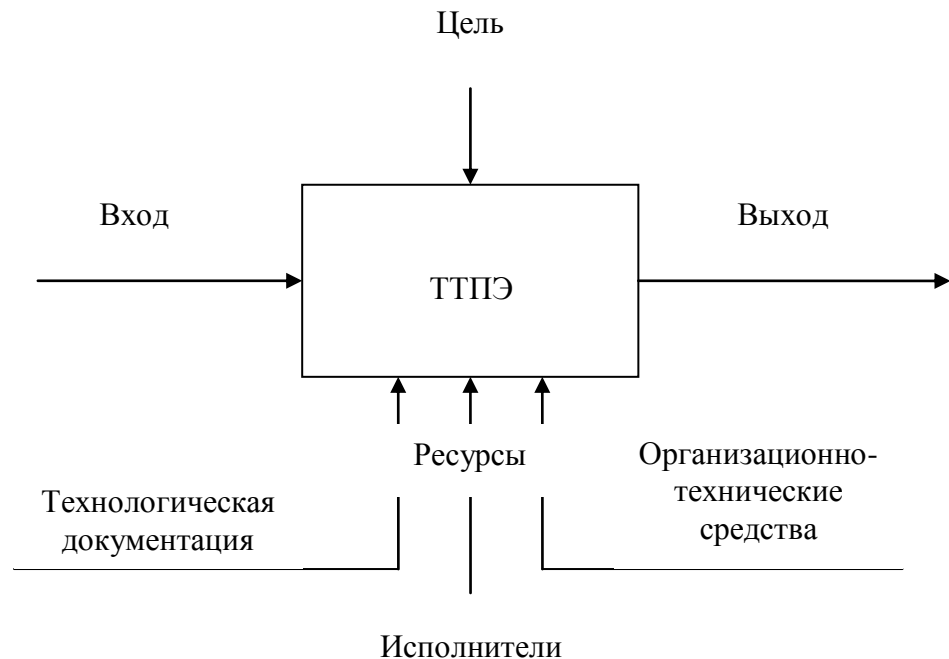 Цель
Вход
Выход
ТТПЭ
Ресурсы
Организационно-
технические
средства
Технологическая
документация
Исполнители